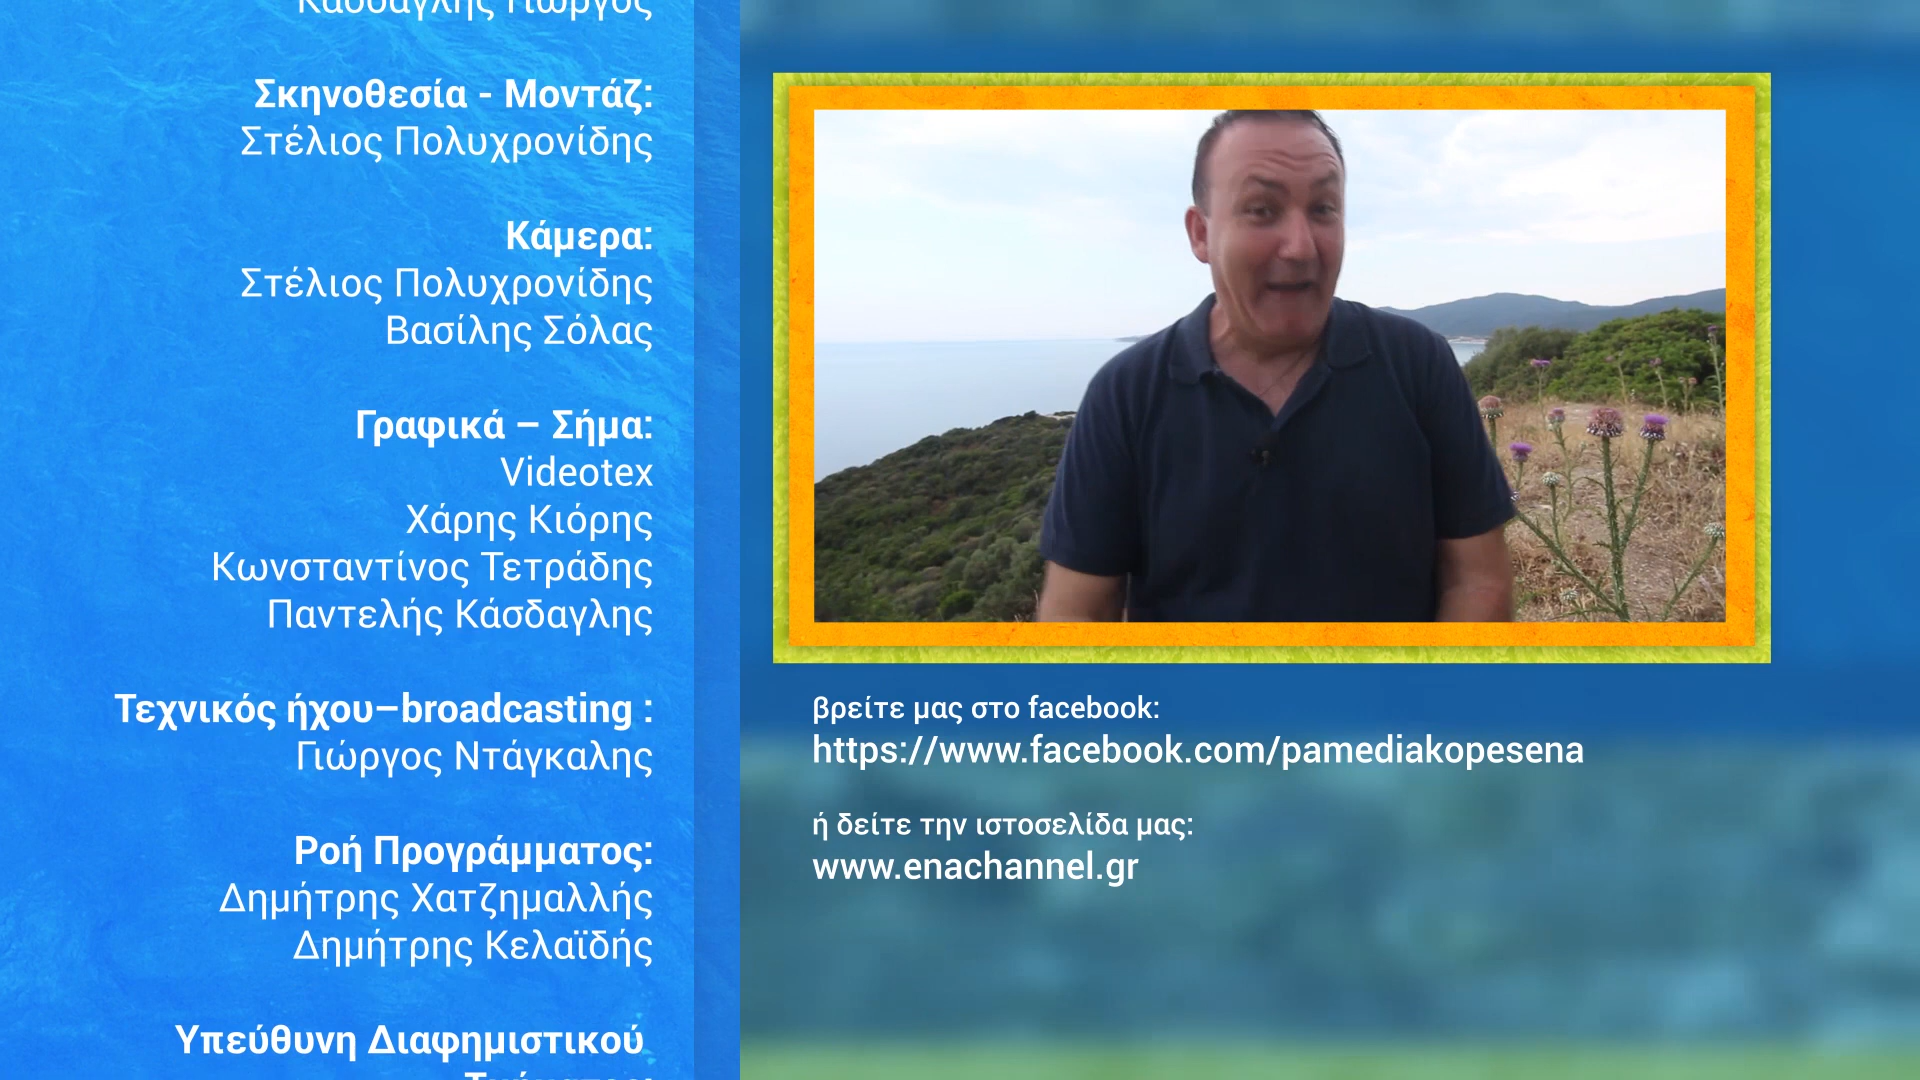 Κασδαγλής Γιώργος
Σκηνοθεσία - Μοντάζ:
Στέλιος Πολυχρονίδης
Κάμερα:
Στέλιος Πολυχρονίδης
Βασίλης Σόλας
Γραφικά – Σήμα:
Videotex
Χάρης Κιόρης
Κωνσταντίνος Τετράδης
Παντελής Κάσδαγλης
Τεχνικός ήχου–broadcasting :
Γιώργος Ντάγκαλης
Ροή Προγράμματος:
Δημήτρης Χατζημαλλής
Δημήτρης Κελαϊδής
Υπεύθυνη Διαφημιστικού
βρείτε μας στο facebook:
https://www.facebook.com/pamediakopesena
ή δείτε την ιστοσελίδα μας:
www.enachannel.gr